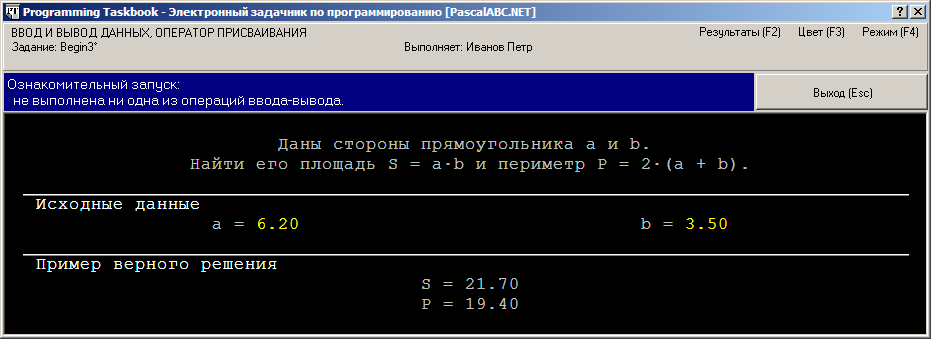 Programming Taskbook - Электронный задачник по программированию [PascalABC.NET]
ВВОД И ВЫВОД ДАННЫХ, ОПЕРАТОР ПРИСВАИВАНИЯ
Результаты (F2) Цвет (F3) Режим (F4)
Задание: Begin3° Выполняет: Иванов Петр
Ознакомительный запуск:
не выполнена ни одна из операций ввода-вывода.
Выход (Esc)
Даны стороны прямоугольника a и b.
Найти его площадь S = a·b и периметр P = 2·(a + b).
Исходные данные
a = 6.20 b = 3.50
Пример верного решения
S = 21.70
P = 19.40